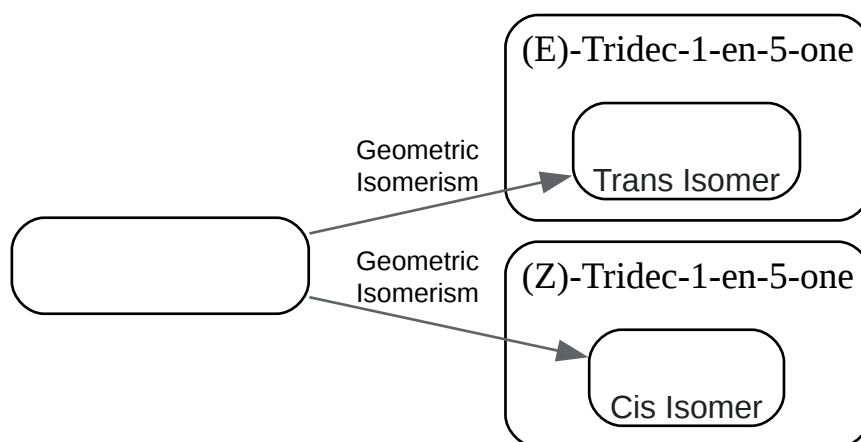 (E)-Tridec-1-en-5-one
Geometric
Isomerism
Trans Isomer
Geometric
Isomerism
(Z)-Tridec-1-en-5-one
Cis Isomer